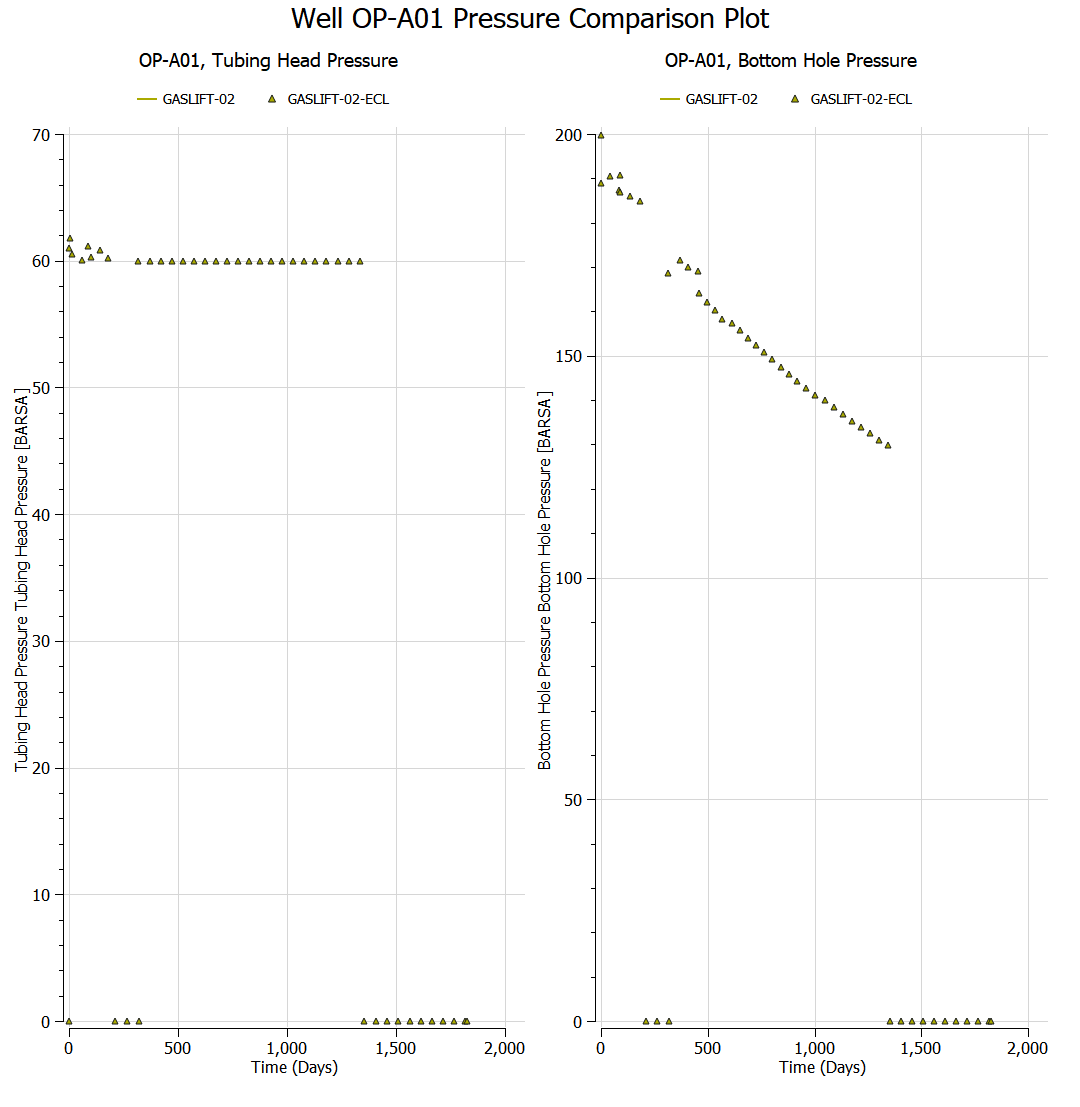 Well OP-A01 Pressure Comparison Plot
OP-A01, Tubing Head Pressure
GASLIFT-02
GASLIFT-02-ECL
Tubing Head Pressure Tubing Head Pressure [BARSA]
70
60
50
40
30
20
10
0
0
500
1,000
1,500
2,000
Time (Days)
OP-A01, Bottom Hole Pressure
GASLIFT-02
GASLIFT-02-ECL
Bottom Hole Pressure Bottom Hole Pressure [BARSA]
200
150
100
50
0
0
500
1,000
1,500
2,000
Time (Days)